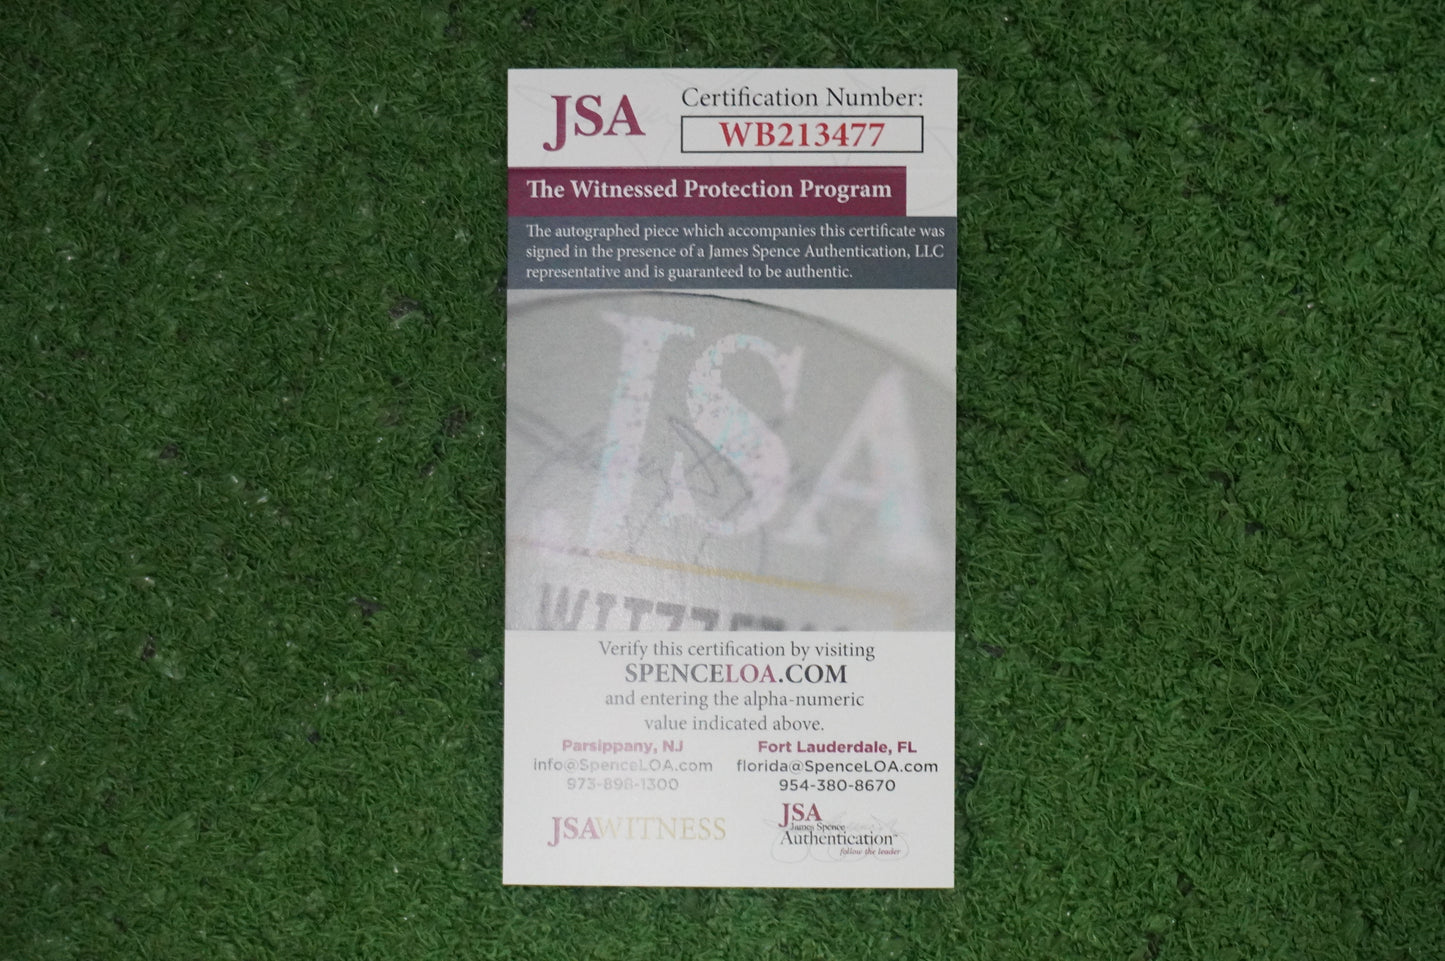 JSA
Certification Number:
WB213477
The Witnessed Protection Program
The autographed piece which accompanies this certificate was
signed in the presence of a James Spence Authentication, LLC
representative and is guaranteed to be authentic.
JSA
Verify this certification by visiting
SPENCELOA.COM
and entering the alpha-numeric
value indicated above.
Parsippany, NJ
info@SpenceLOA.com
973-898-1300
Fort Lauderdale, FL
florida@SpenceLOA.com
954-380-8670
JSAWITNESS
JSA
James Spence
Authentication™
follow the leader